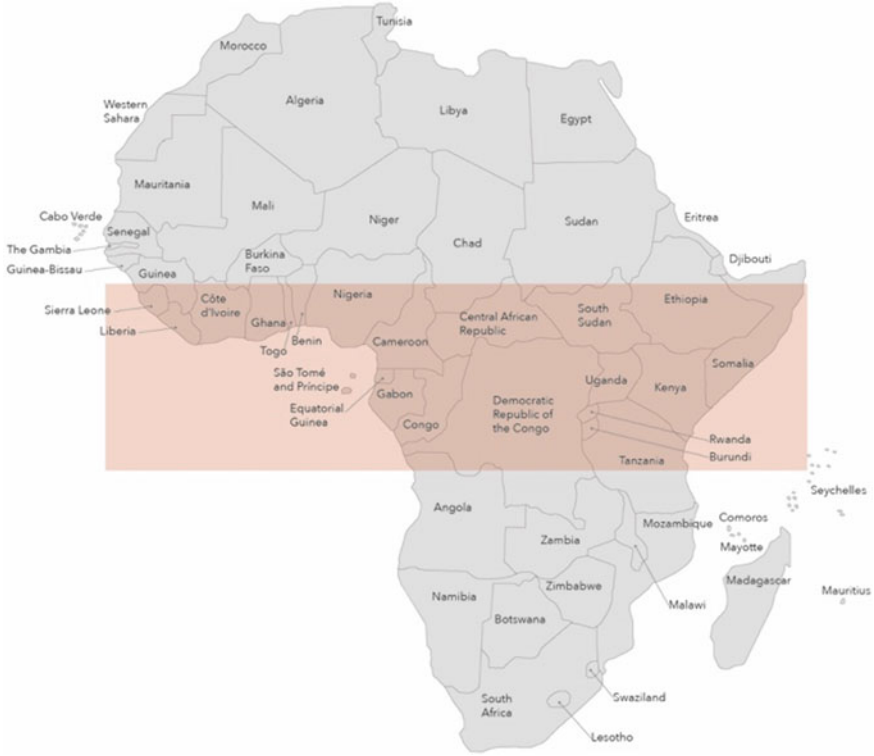 Tunisia
Morocco
Algeria
Libya
Egypt
Western
Sahara
Mauritania
Mali
Niger
Chad
Sudan
Eritrea
Cabo Verde
Senegal
The Gambia
Guinea-Bissau
Guinea
Burkina
Faso
Djibouti
Nigeria
Côte
d'Ivoire
Ethiopia
Sierra Leone
Liberia
Ghana
Togo
Benin
Central African
Republic
South
Sudan
Cameroon
São Tomé
and Príncipe
Equatorial
Guinea
Gabon
Congo
Democratic
Republic of
the Congo
Uganda
Kenya
Somalia
Rwanda
Burundi
Tanzania
Seychelles
Angola
Zambia
Mozambique
Comoros
Mayotte
Madagascar
Mauritius
Malawi
Namibia
Zimbabwe
Botswana
Swaziland
South
Africa
Lesotho